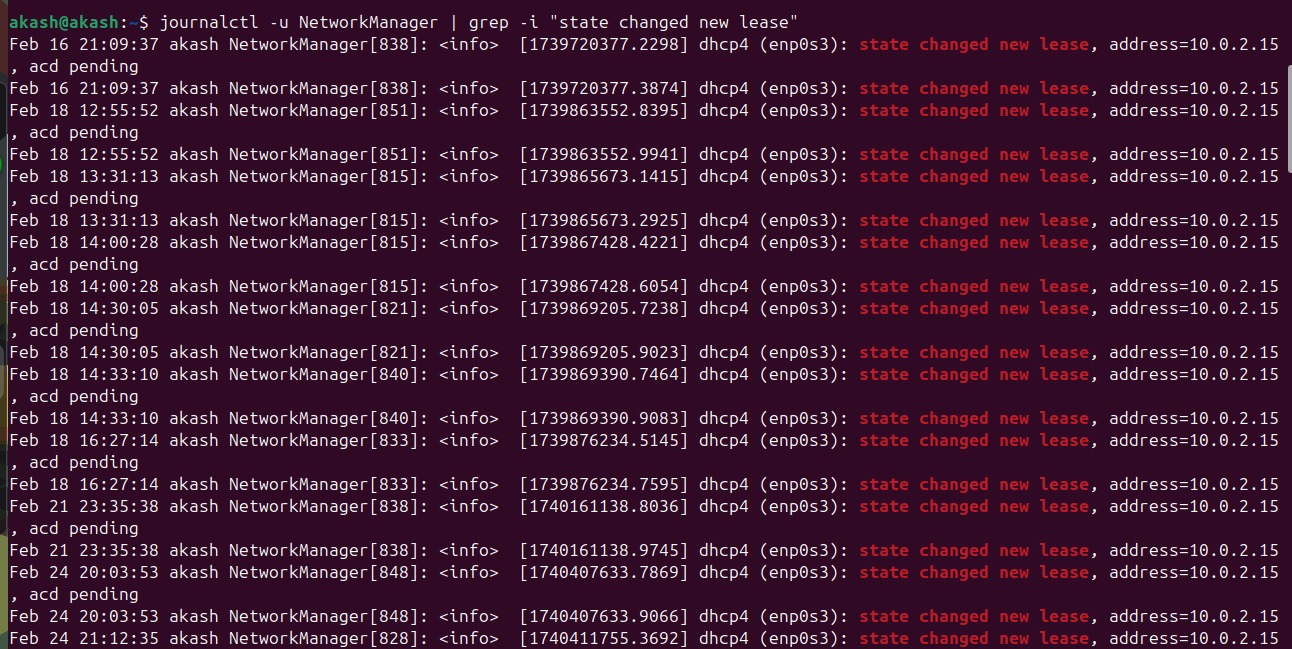 akash@akash:~$ journalctl -u NetworkManager | grep -i "state changed new lease"
Feb 16 21:09:37 akash NetworkManager[838]: <info>  [1739720377.2298] dhcp4 (enp0s3): state changed new lease, address=10.0.2.15
, acd pending
Feb 16 21:09:37 akash NetworkManager[838]: <info>  [1739720377.3874] dhcp4 (enp0s3): state changed new lease, address=10.0.2.15
Feb 18 12:55:52 akash NetworkManager[851]: <info>  [1739863552.8395] dhcp4 (enp0s3): state changed new lease, address=10.0.2.15
, acd pending
Feb 18 12:55:52 akash NetworkManager[851]: <info>  [1739863552.9941] dhcp4 (enp0s3): state changed new lease, address=10.0.2.15
Feb 18 13:31:13 akash NetworkManager[815]: <info>  [1739865673.1415] dhcp4 (enp0s3): state changed new lease, address=10.0.2.15
, acd pending
Feb 18 13:31:13 akash NetworkManager[815]: <info>  [1739865673.2925] dhcp4 (enp0s3): state changed new lease, address=10.0.2.15
Feb 18 14:00:28 akash NetworkManager[815]: <info>  [1739867428.4221] dhcp4 (enp0s3): state changed new lease, address=10.0.2.15
, acd pending
Feb 18 14:00:28 akash NetworkManager[815]: <info>  [1739867428.6054] dhcp4 (enp0s3): state changed new lease, address=10.0.2.15
Feb 18 14:30:05 akash NetworkManager[821]: <info>  [1739869205.7238] dhcp4 (enp0s3): state changed new lease, address=10.0.2.15
, acd pending
Feb 18 14:30:05 akash NetworkManager[821]: <info>  [1739869205.9023] dhcp4 (enp0s3): state changed new lease, address=10.0.2.15
Feb 18 14:33:10 akash NetworkManager[840]: <info>  [1739869390.7464] dhcp4 (enp0s3): state changed new lease, address=10.0.2.15
, acd pending
Feb 18 14:33:10 akash NetworkManager[840]: <info>  [1739869390.9083] dhcp4 (enp0s3): state changed new lease, address=10.0.2.15
Feb 18 16:27:14 akash NetworkManager[833]: <info>  [1739876234.5145] dhcp4 (enp0s3): state changed new lease, address=10.0.2.15
, acd pending
Feb 18 16:27:14 akash NetworkManager[833]: <info>  [1739876234.7595] dhcp4 (enp0s3): state changed new lease, address=10.0.2.15
Feb 21 23:35:38 akash NetworkManager[838]: <info>  [1740161138.8036] dhcp4 (enp0s3): state changed new lease, address=10.0.2.15
, acd pending
Feb 21 23:35:38 akash NetworkManager[838]: <info>  [1740161138.9745] dhcp4 (enp0s3): state changed new lease, address=10.0.2.15
Feb 24 20:03:53 akash NetworkManager[848]: <info>  [1740407633.7869] dhcp4 (enp0s3): state changed new lease, address=10.0.2.15
, acd pending
Feb 24 20:03:53 akash NetworkManager[848]: <info>  [1740407633.9066] dhcp4 (enp0s3): state changed new lease, address=10.0.2.15
Feb 24 21:12:35 akash NetworkManager[828]: <info>  [1740411755.3692] dhcp4 (enp0s3): state changed new lease, address=10.0.2.15